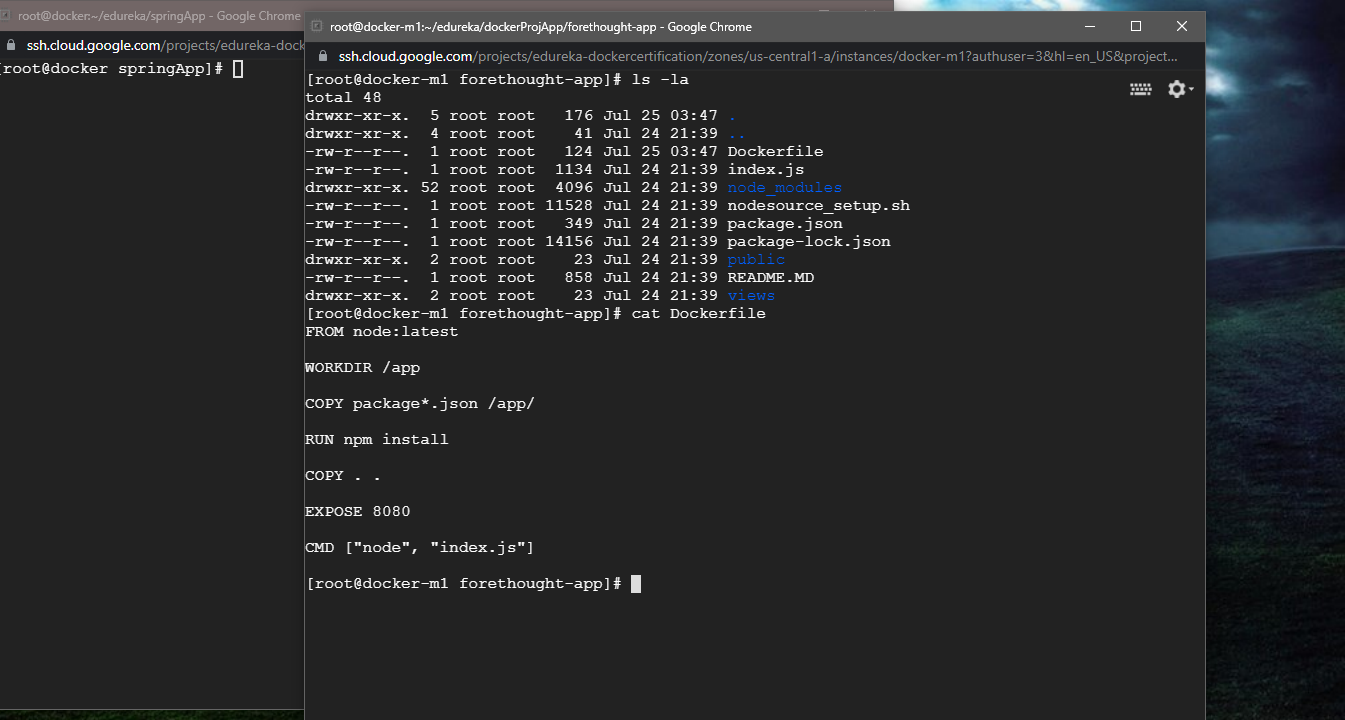 root@docker:~/edureka/springApp - Google Chrome
ssh.cloud.google.com/projects/edureka-dock
[root@docker springApp]#
root@docker-m1:~/edureka/dockerProjApp/forethought-app - Google Chrome
ssh.cloud.google.com/projects/edureka-dockercertification/zones/us-central1-a/instances/docker-m1?authuser=3&hl=en_US&project...
[root@docker-m1 forethought-app]# ls -la
total 48
drwxr-xr-x.  5 root root   176 Jul 25 03:47 .
drwxr-xr-x.  4 root root    41 Jul 24 21:39 ..
-rw-r--r--.  1 root root   124 Jul 25 03:47 Dockerfile
-rw-r--r--.  1 root root  1134 Jul 24 21:39 index.js
drwxr-xr-x. 52 root root  4096 Jul 24 21:39 node_modules
-rw-r--r--.  1 root root 11528 Jul 24 21:39 nodesource_setup.sh
-rw-r--r--.  1 root root   349 Jul 24 21:39 package.json
-rw-r--r--.  1 root root 14156 Jul 24 21:39 package-lock.json
drwxr-xr-x.  2 root root    23 Jul 24 21:39 public
-rw-r--r--.  1 root root   858 Jul 24 21:39 README.MD
drwxr-xr-x.  2 root root    23 Jul 24 21:39 views
[root@docker-m1 forethought-app]# cat Dockerfile
FROM node:latest
WORKDIR /app
COPY package*.json /app/
RUN npm install
COPY . .
EXPOSE 8080
CMD ["node", "index.js"]
[root@docker-m1 forethought-app]#